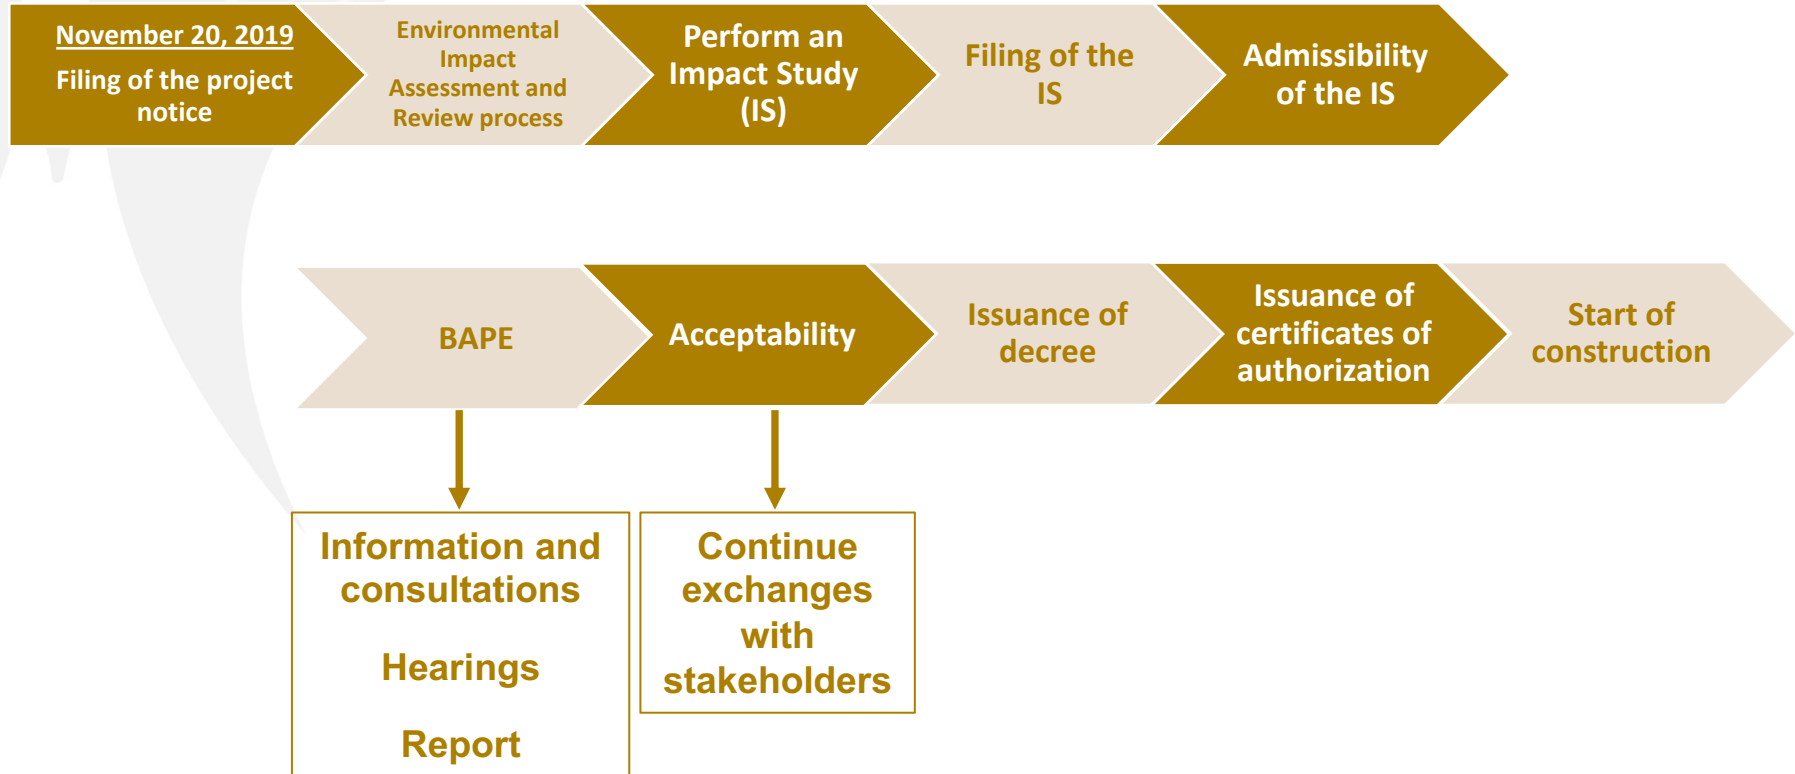 November 20, 2019
Filing of the project
notice
Environmental
Impact
Assessment and
Review process
Perform an
Impact Study
(IS)
Filing of the
IS
Admissibility
of the IS
BAPE
Acceptability
Issuance of
decree
Issuance of
certificates of
authorization
Start of
construction
Information and
consultations
Hearings
Report
Continue
exchanges
with
stakeholders